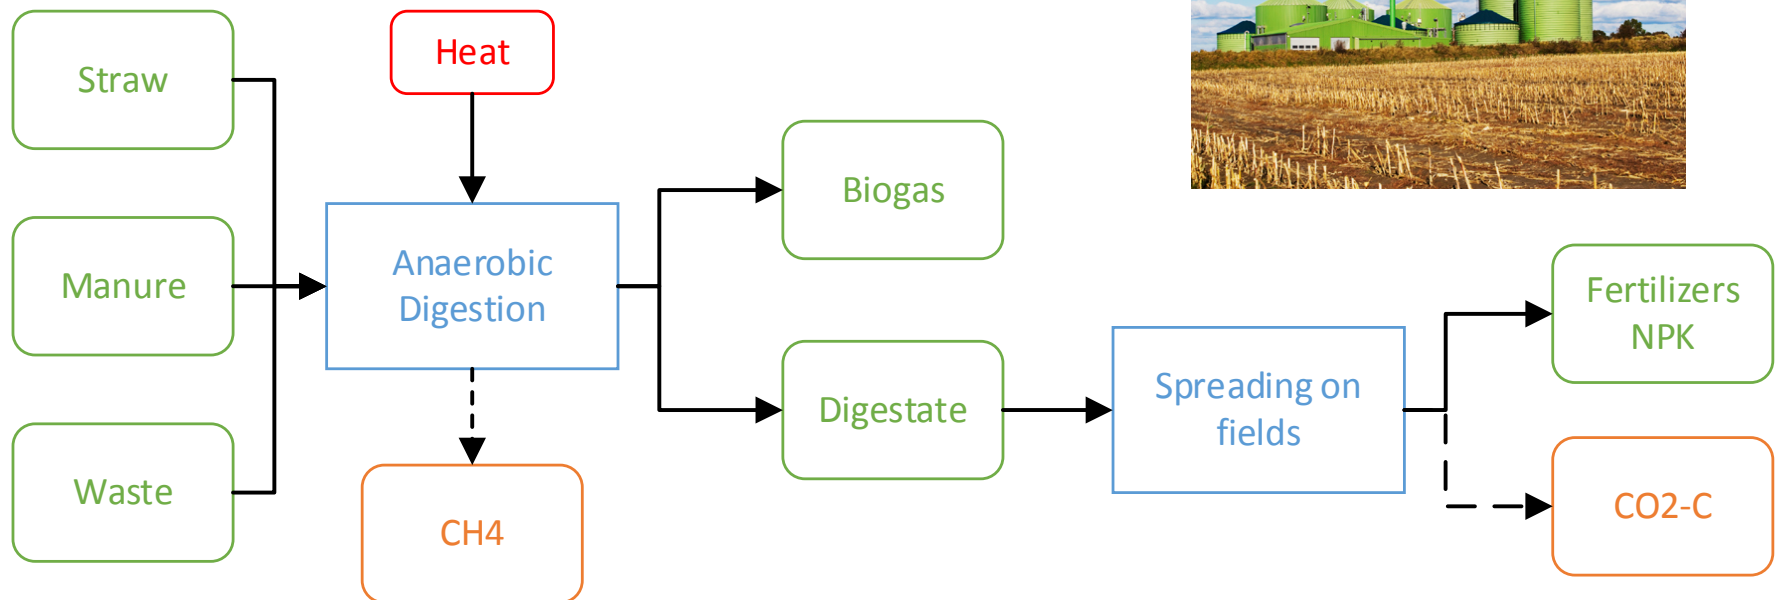 Straw
Heat
Biogas
Manure
Anaerobic
Digestion
Fertilizers
NPK
Digestate
Spreading on
fields
Waste
CH4
CO2-C